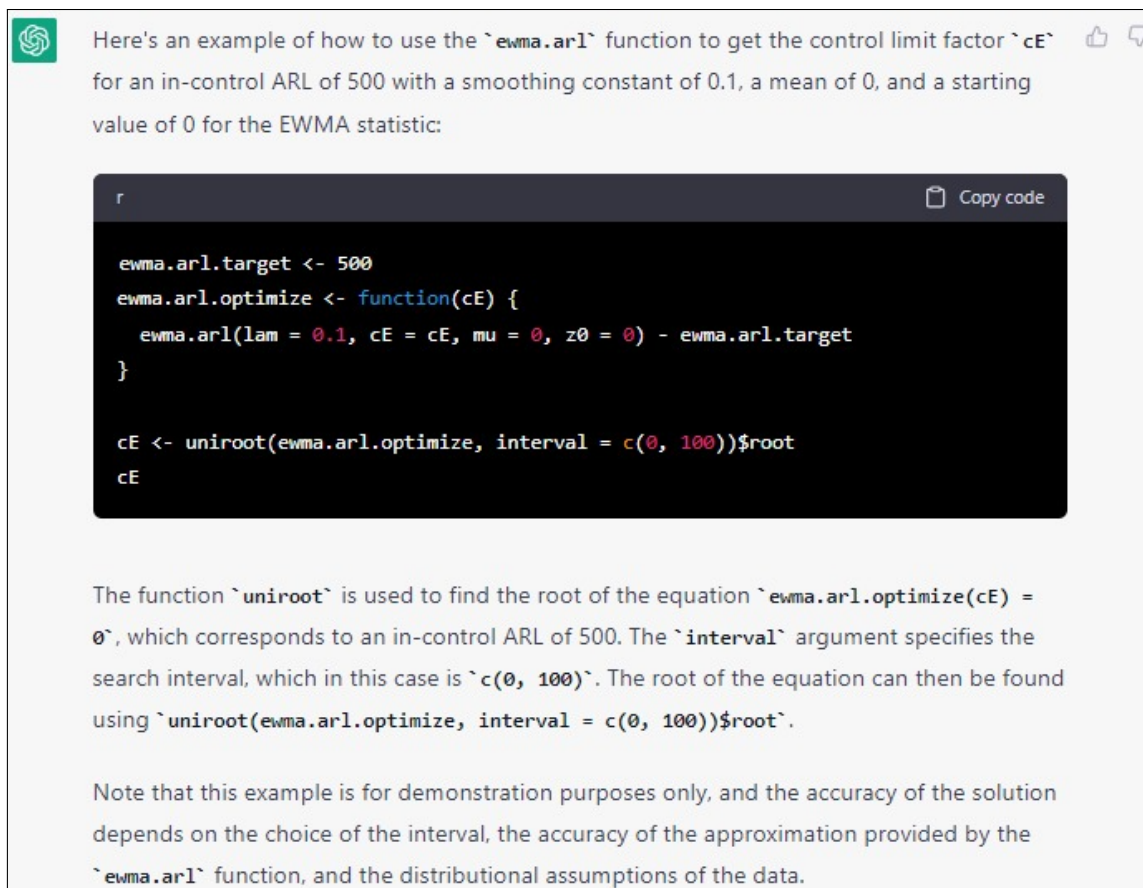 Here's an example of how to use the `ewma.arl` function to get the control limit factor `cE`
for an in-control ARL of 500 with a smoothing constant of 0.1, a mean of 0, and a starting
value of 0 for the EWMA statistic:
r Copy code
ewma.arl.target <- 500
ewma.arl.optimize <- function(cE) {
  ewma.arl(lam = 0.1, cE = cE, mu = 0, z0 = 0) - ewma.arl.target
}
cE <- uniroot(ewma.arl.optimize, interval = c(0, 100))$root
cE
The function `uniroot` is used to find the root of the equation `ewma.arl.optimize(cE) =
0`, which corresponds to an in-control ARL of 500. The `interval` argument specifies the
search interval, which in this case is `c(0, 100)`. The root of the equation can then be found
using `uniroot(ewma.arl.optimize, interval = c(0, 100))$root`.
Note that this example is for demonstration purposes only, and the accuracy of the solution
depends on the choice of the interval, the accuracy of the approximation provided by the
`ewma.arl` function, and the distributional assumptions of the data.